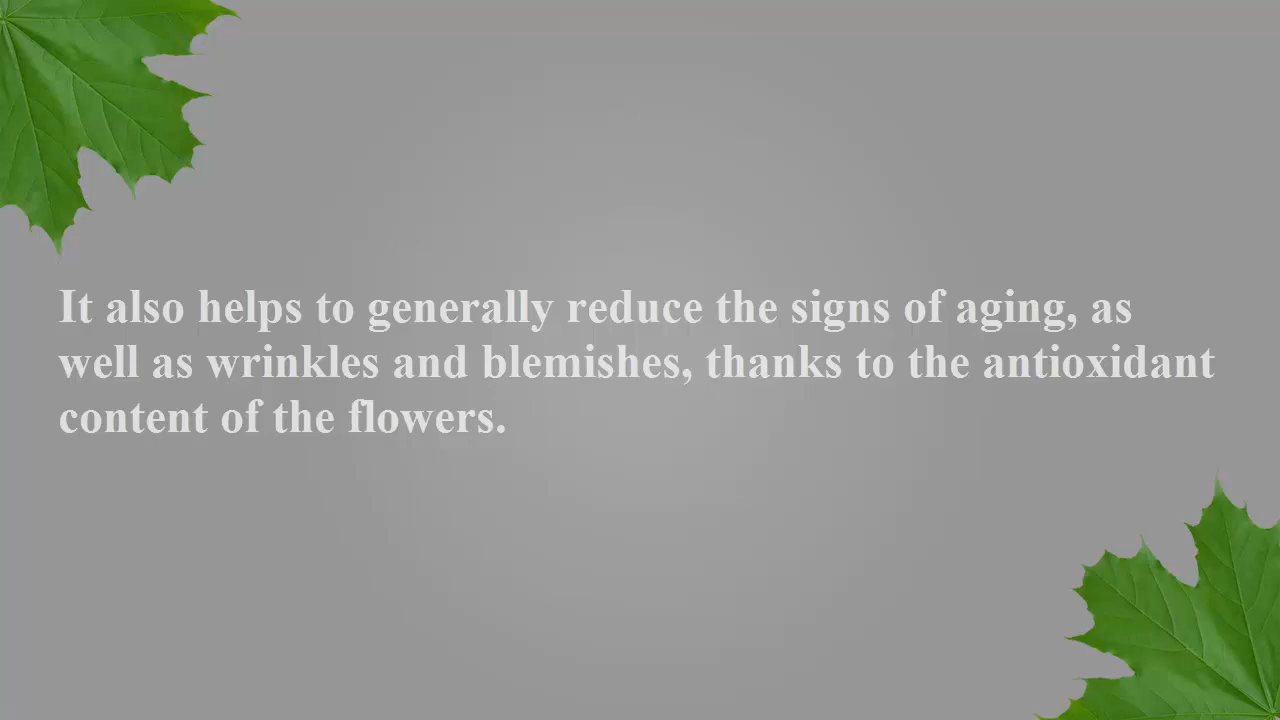 It also helps to generally reduce the signs of aging, as
well as wrinkles and blemishes, thanks to the antioxidant
content of the flowers.